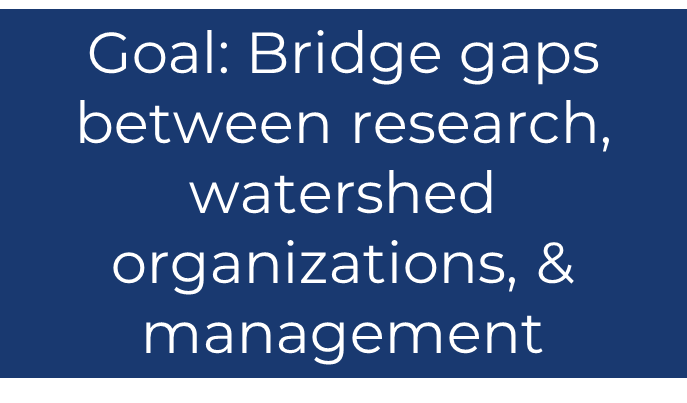 Goal: Bridge gaps
between research,
watershed
organizations, &
management